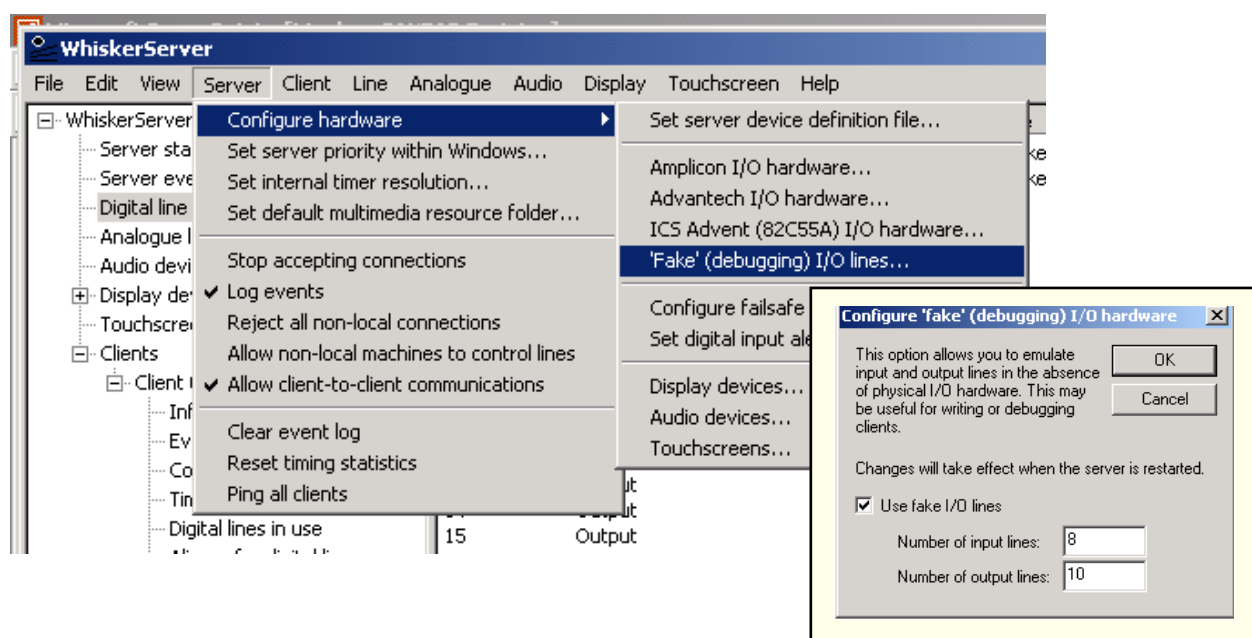 WhiskerServer
File Edit View Server Client Line Analogue Audio Display Touchscreen Help
WhiskerServer
Server sta
Server eve
Digital line
Analogue l
Audio devi
Display de
Touchscree
Clients
Client
Inf
Ev
Co
Tim
Digital lines in use
Configure hardware
Set server priority within Windows...
Set internal timer resolution...
Set default multimedia resource folder...
Stop accepting connections
Log events
Reject all non-local connections
Allow non-local machines to control lines
Allow client-to-client communications
Clear event log
Reset timing statistics
Ping all clients
Set server device definition file...
Amplicon I/O hardware...
Advantech I/O hardware...
ICS Advent (82C55A) I/O hardware...
'Fake' (debugging) I/O lines...
Configure failsafe
Set digital input ale
Display devices...
Audio devices...
Touchscreens...
15 Output
Configure 'fake' (debugging) I/O hardware
This option allows you to emulate
input and output lines in the absence
of physical I/O hardware. This may
be useful for writing or debugging
clients.
OK
Cancel
Changes will take effect when the server is restarted.
Use fake I/O lines
Number of input lines: 8
Number of output lines: 10